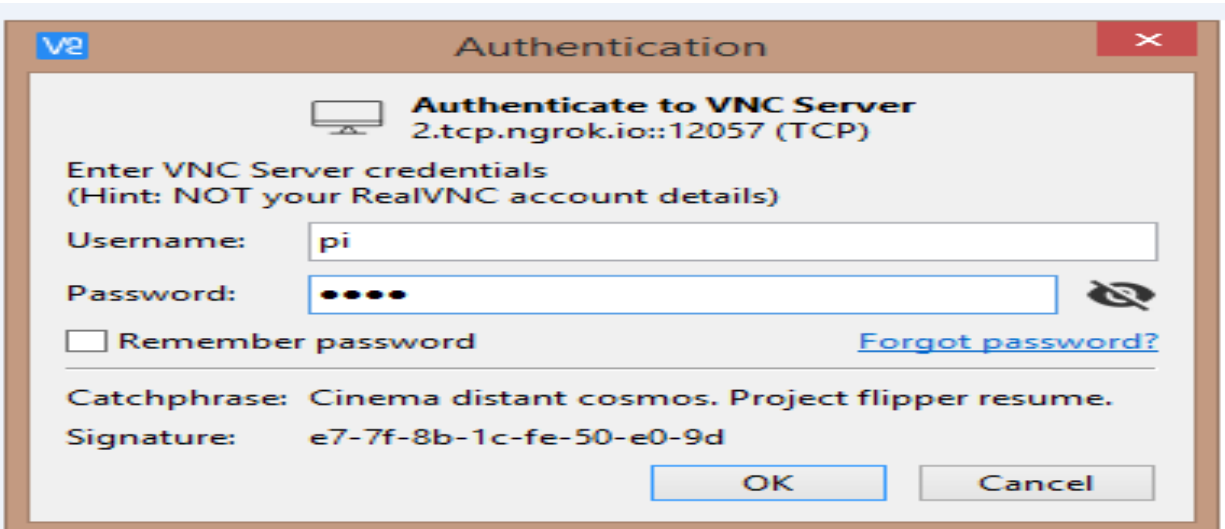 V2
Authentication
Authenticate to VNC Server
2.tcp.ngrok.io::12057 (TCP)
Enter VNC Server credentials
(Hint: NOT your RealVNC account details)
Username: pi
Password: ••••
Remember password Forgot password?
Catchphrase: Cinema distant cosmos. Project flipper resume.
Signature: e7-7f-8b-1c-fe-50-e0-9d
OK Cancel